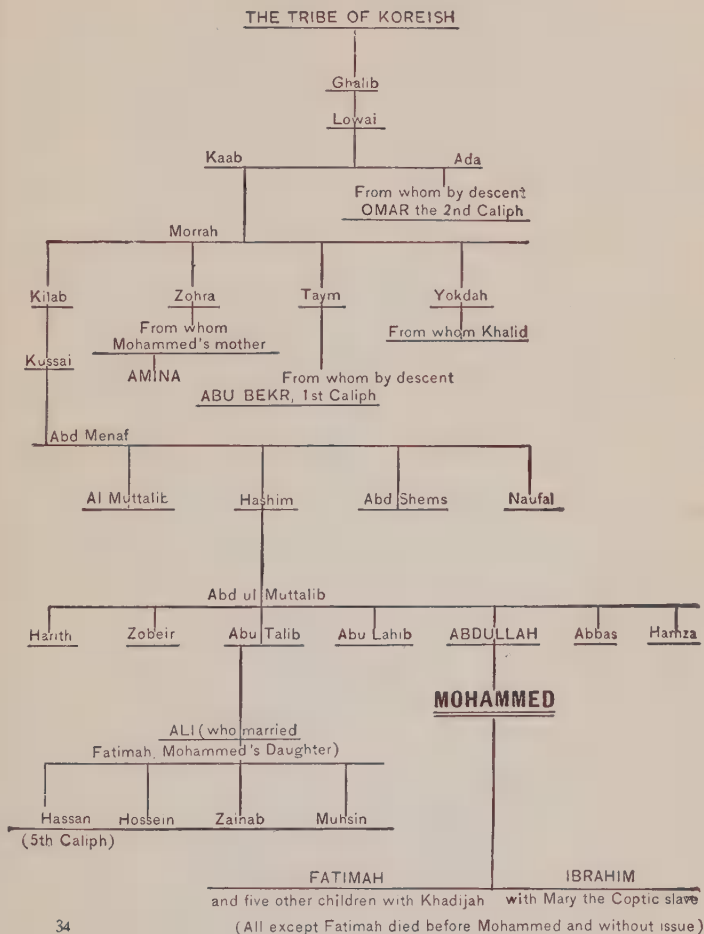 THE TRIBE OF KOREISH
Ghalib
Lowai
Kaab Ada
From whom by descent
OMAR the 2nd Caliph
Morrah
Kilab Zohra Taym Yokdah
From whom From whom Khalid
Mohammed's mother
Kussai
AMINA From whom by descent
ABU BEKR, 1st Caliph
Abd Menaf
Al Muttalib Hashim Abd Shems Naufal
Abd ul Muttalib
Harith Zobeir Abu Talib Abu Lahib ABDULLAH Abbas Hamza
MOHAMMED
ALI (who married
Fatimah, Mohammed's Daughter)
Hassan Hossein Zainab Muhsin
(5th Caliph)
FATIMAH IBRAHIM
and five other children with Khadijah with Mary the Coptic slave
34 (All except Fatimah died before Mohammed and without issue)